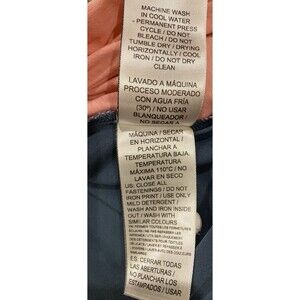 MACHINE WASH
IN COOL WATER
- PERMANENT PRESS
CYCLE / DO NOT
BLEACH / DO NOT
TUMBLE DRY / DRYING
HORIZONTALLY / COOL
IRON / DO NOT DRY
CLEAN
LAVADO A MÁQUINA
PROCESO MODERADO
CON AGUA FRÍA
(30º) / NO USAR
BLANQUEADOR /
NO SECAR A
MÁQUINA / SECAR
EN HORIZONTAL /
PLANCHAR A
TEMPERATURA BAJA,
TEMPERATURA
MÁXIMA 110°C / NO
LAVAR EN SECO
US: CLOSE ALL
FASTENINGS / DO NOT
IRON PRINT / USE ONLY
MILD DETERGENT /
WASH AND IRON INSIDE
OUT / WASH WITH
SIMILAR COLOURS
ES: CERRAR TODAS
LAS ABERTURAS /
NO PLANCHAR LOS
ESTAMPADOS / USAR